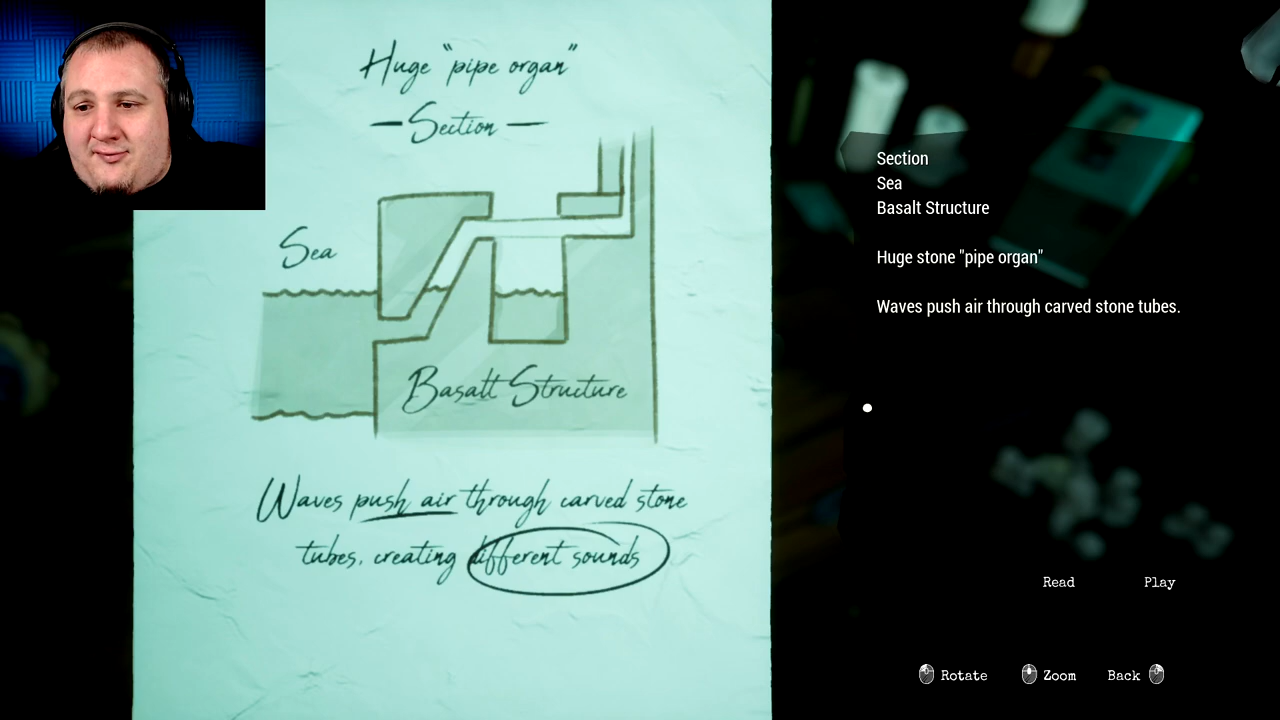 Huge "pipe organ"
— Section —
Sea
Basalt Structure
Waves push air through carved stone
tubes, creating different sounds
Section
Sea
Basalt Structure
Huge stone "pipe organ"
Waves push air through carved stone tubes.
Read Play
Rotate Zoom Back